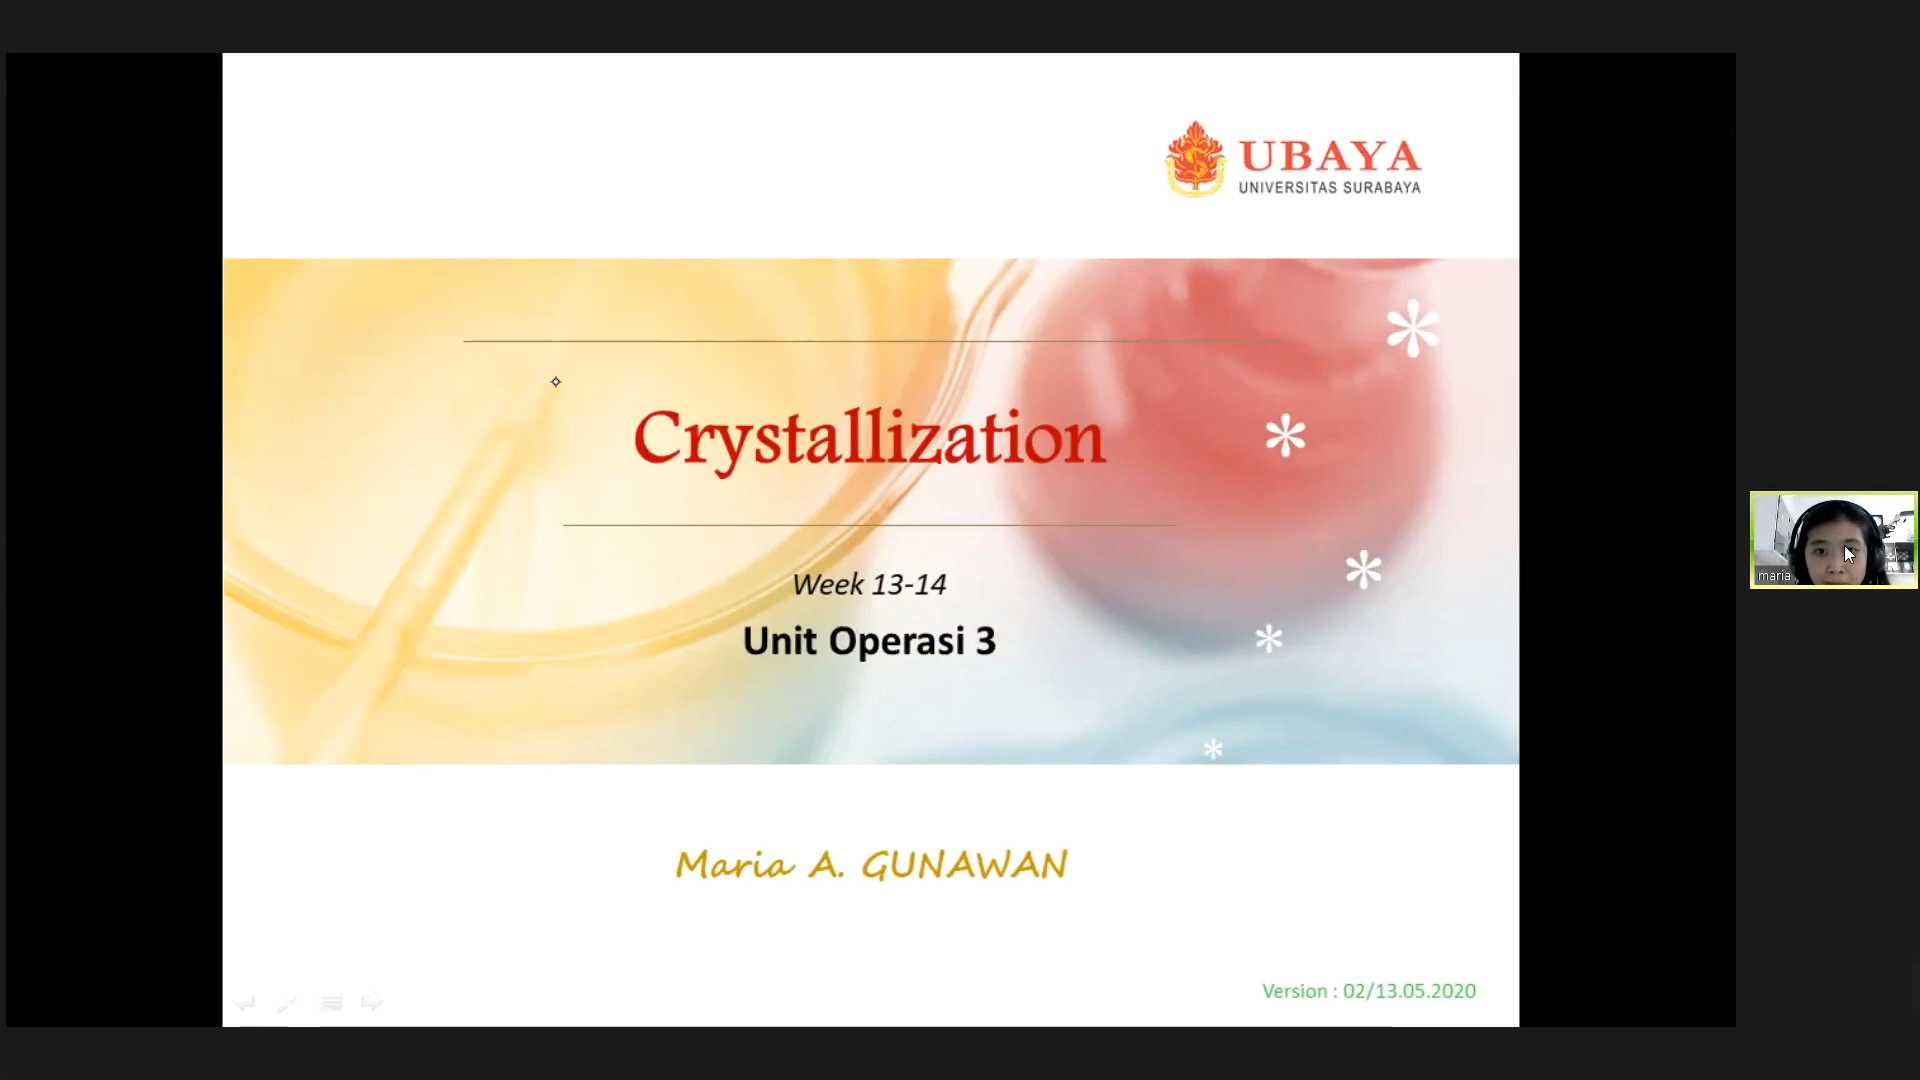 UBAYA
UNIVERSITAS SURABAYA
Crystallization
Week 13-14
Unit Operasi 3
Maria A. GUNAWAN
Version : 02/13.05.2020
maria